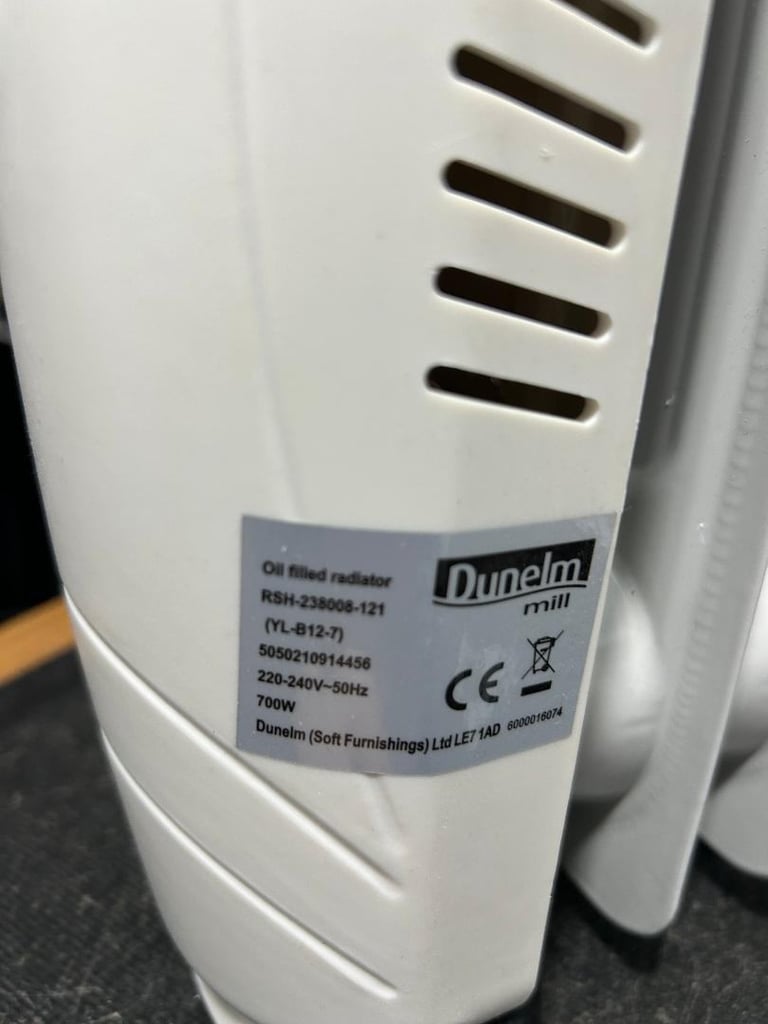 Oil filled radiator
RSH-238008-121
(YL-B12-7)
5050210914456
220-240V~50Hz
700W
Dunelm (Soft Furnishings) Ltd LE7 1AD 6000016074
Dunelm
mill
CE